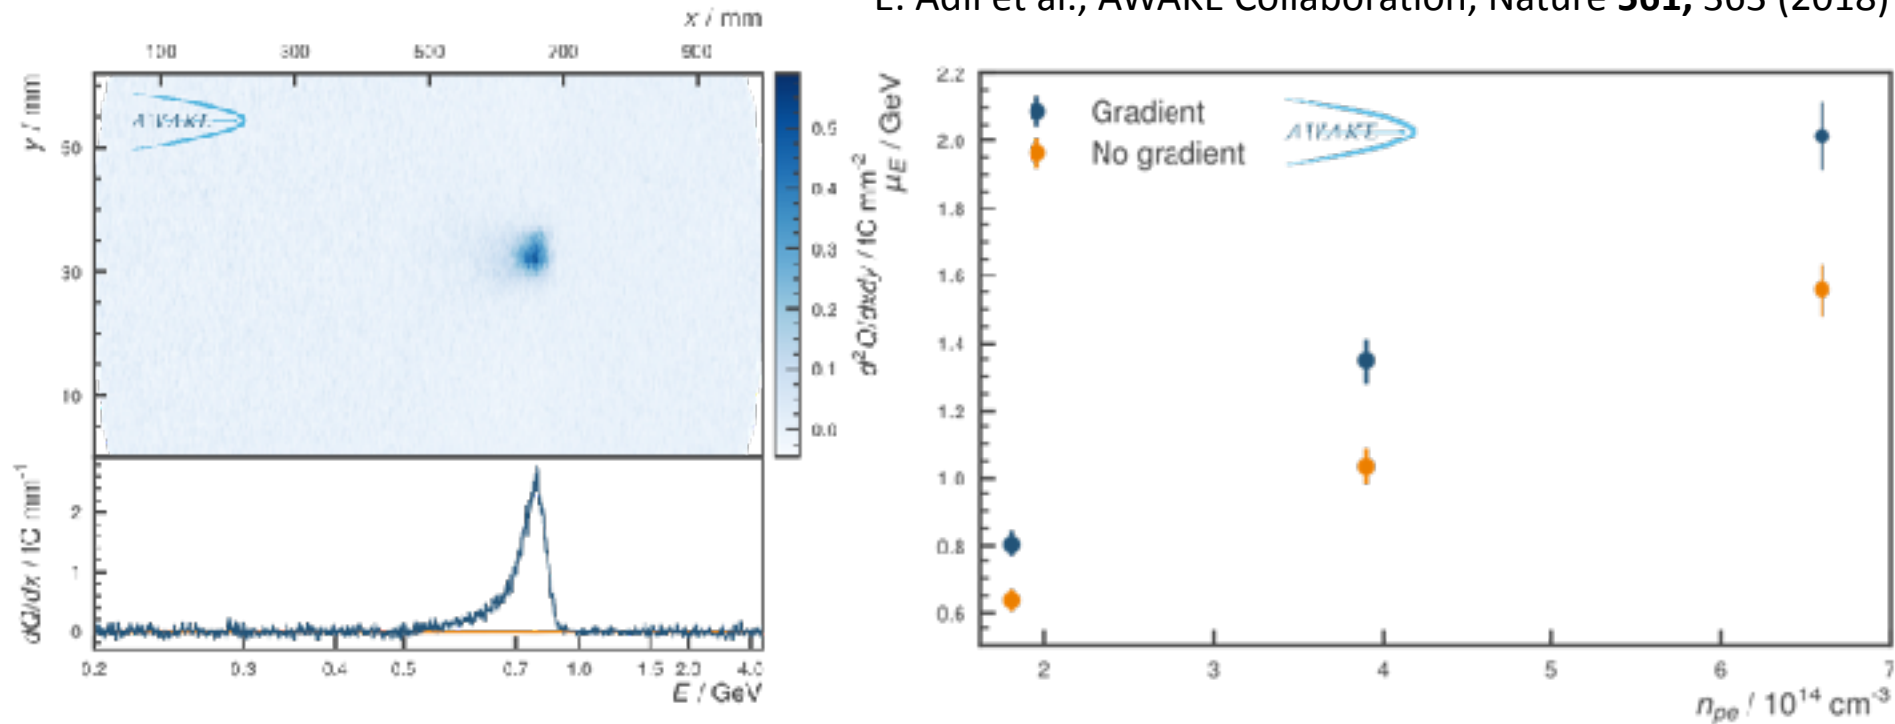 E. Adli et al., AWAKE Collaboration, Nature 561, 363 (2018)
x / mm
100 300 500 700 900
y / mm
50
30
10
AWAKE
0.5
0.4
0.3
0.2
0.1
0.0
d²Q/dxdy / fC mm⁻²
dQ/dx / fC mm⁻¹
2
1
0
0.2 0.3 0.4 0.5 0.7 1.0 1.5 2.0 4.0
E / GeV
μE / GeV
2.2
2.0
1.8
1.6
1.4
1.2
1.0
0.8
0.6
Gradient
No gradient
AWAKE
2 3 4 5 6 7
npe / 10¹⁴ cm⁻³